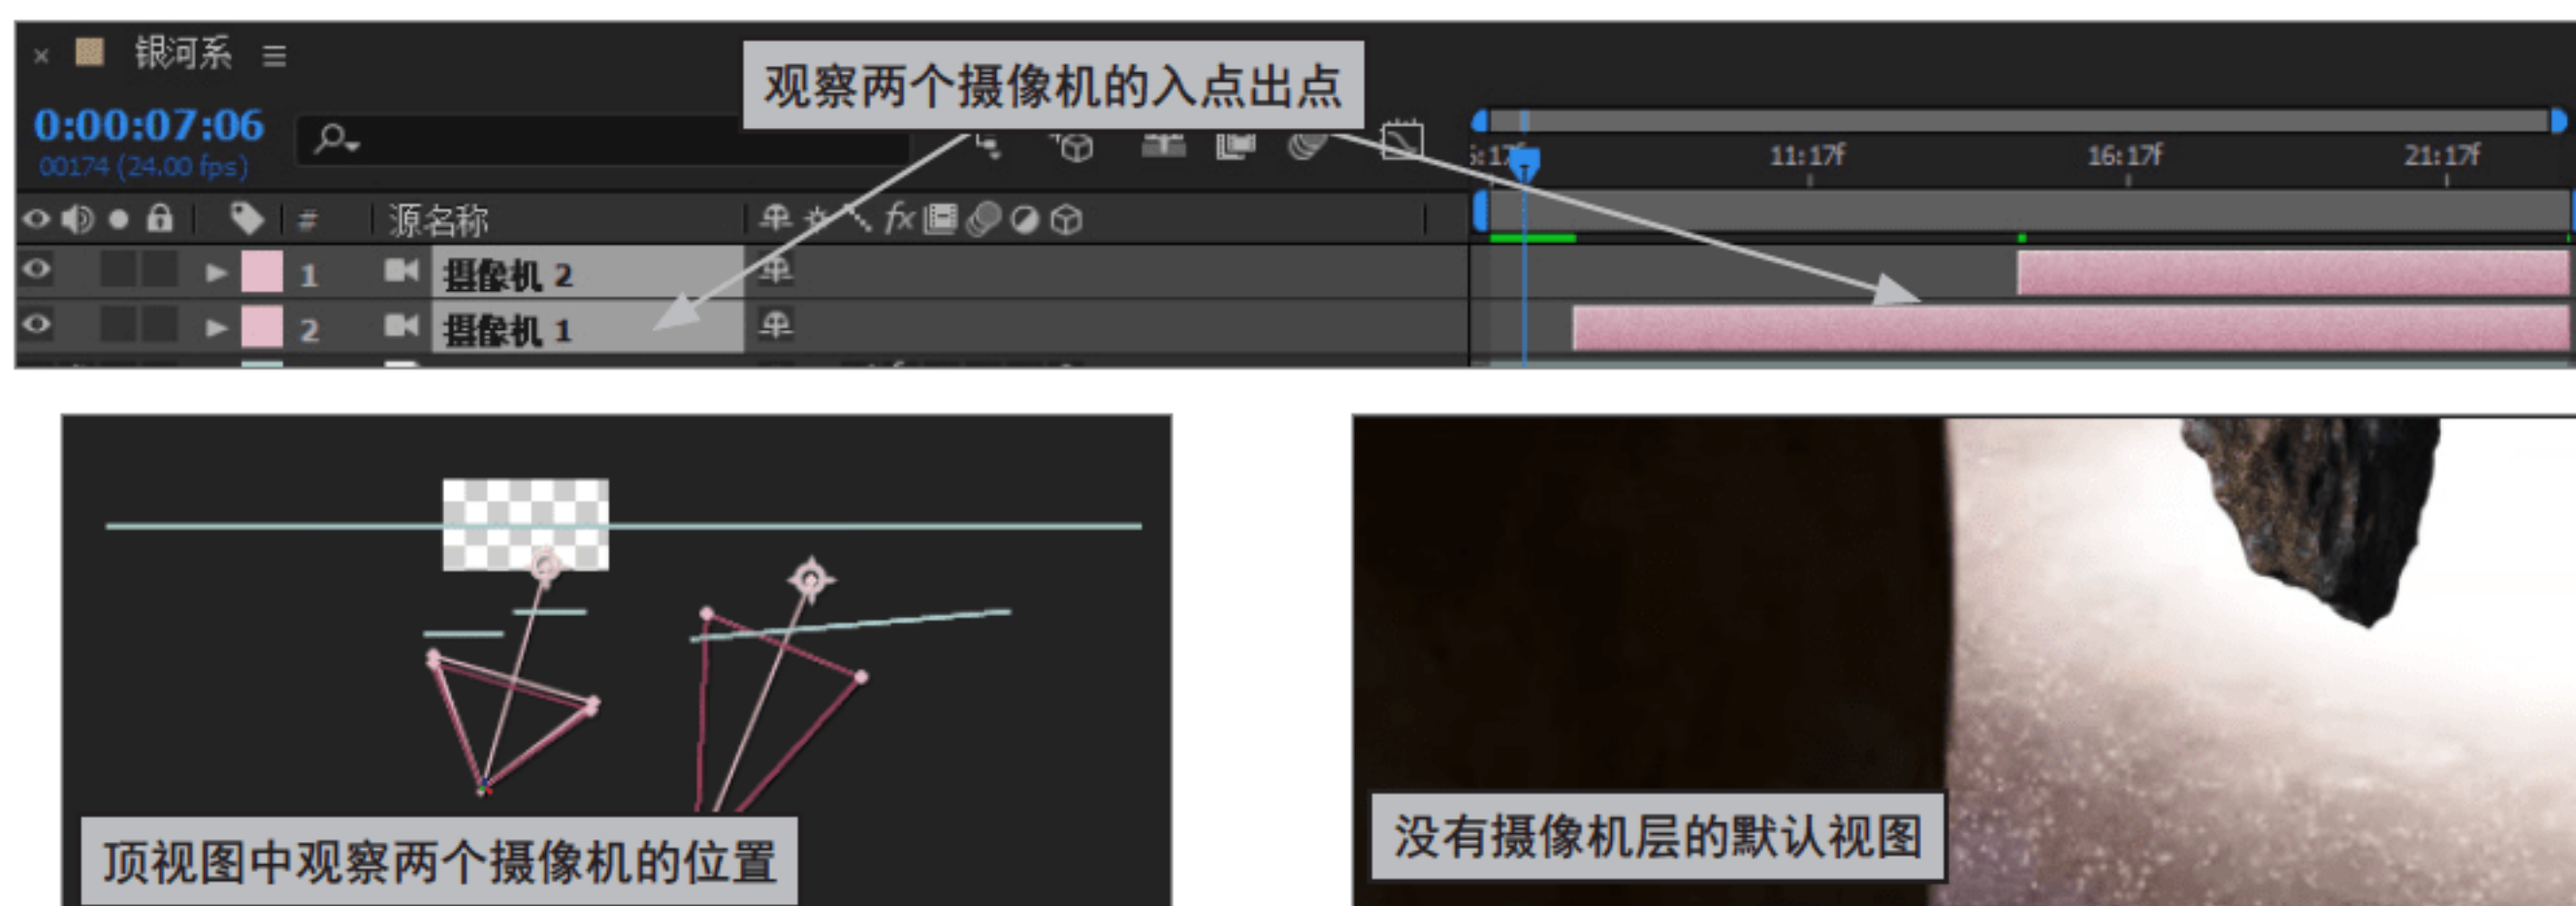 银河系
观察两个摄像机的入点出点
0:00:07:06
00174 (24.00 fps)
5:17f 11:17f 16:17f 21:17f
# 源名称 fx
1 摄像机 2
2 摄像机 1
顶视图中观察两个摄像机的位置
没有摄像机层的默认视图